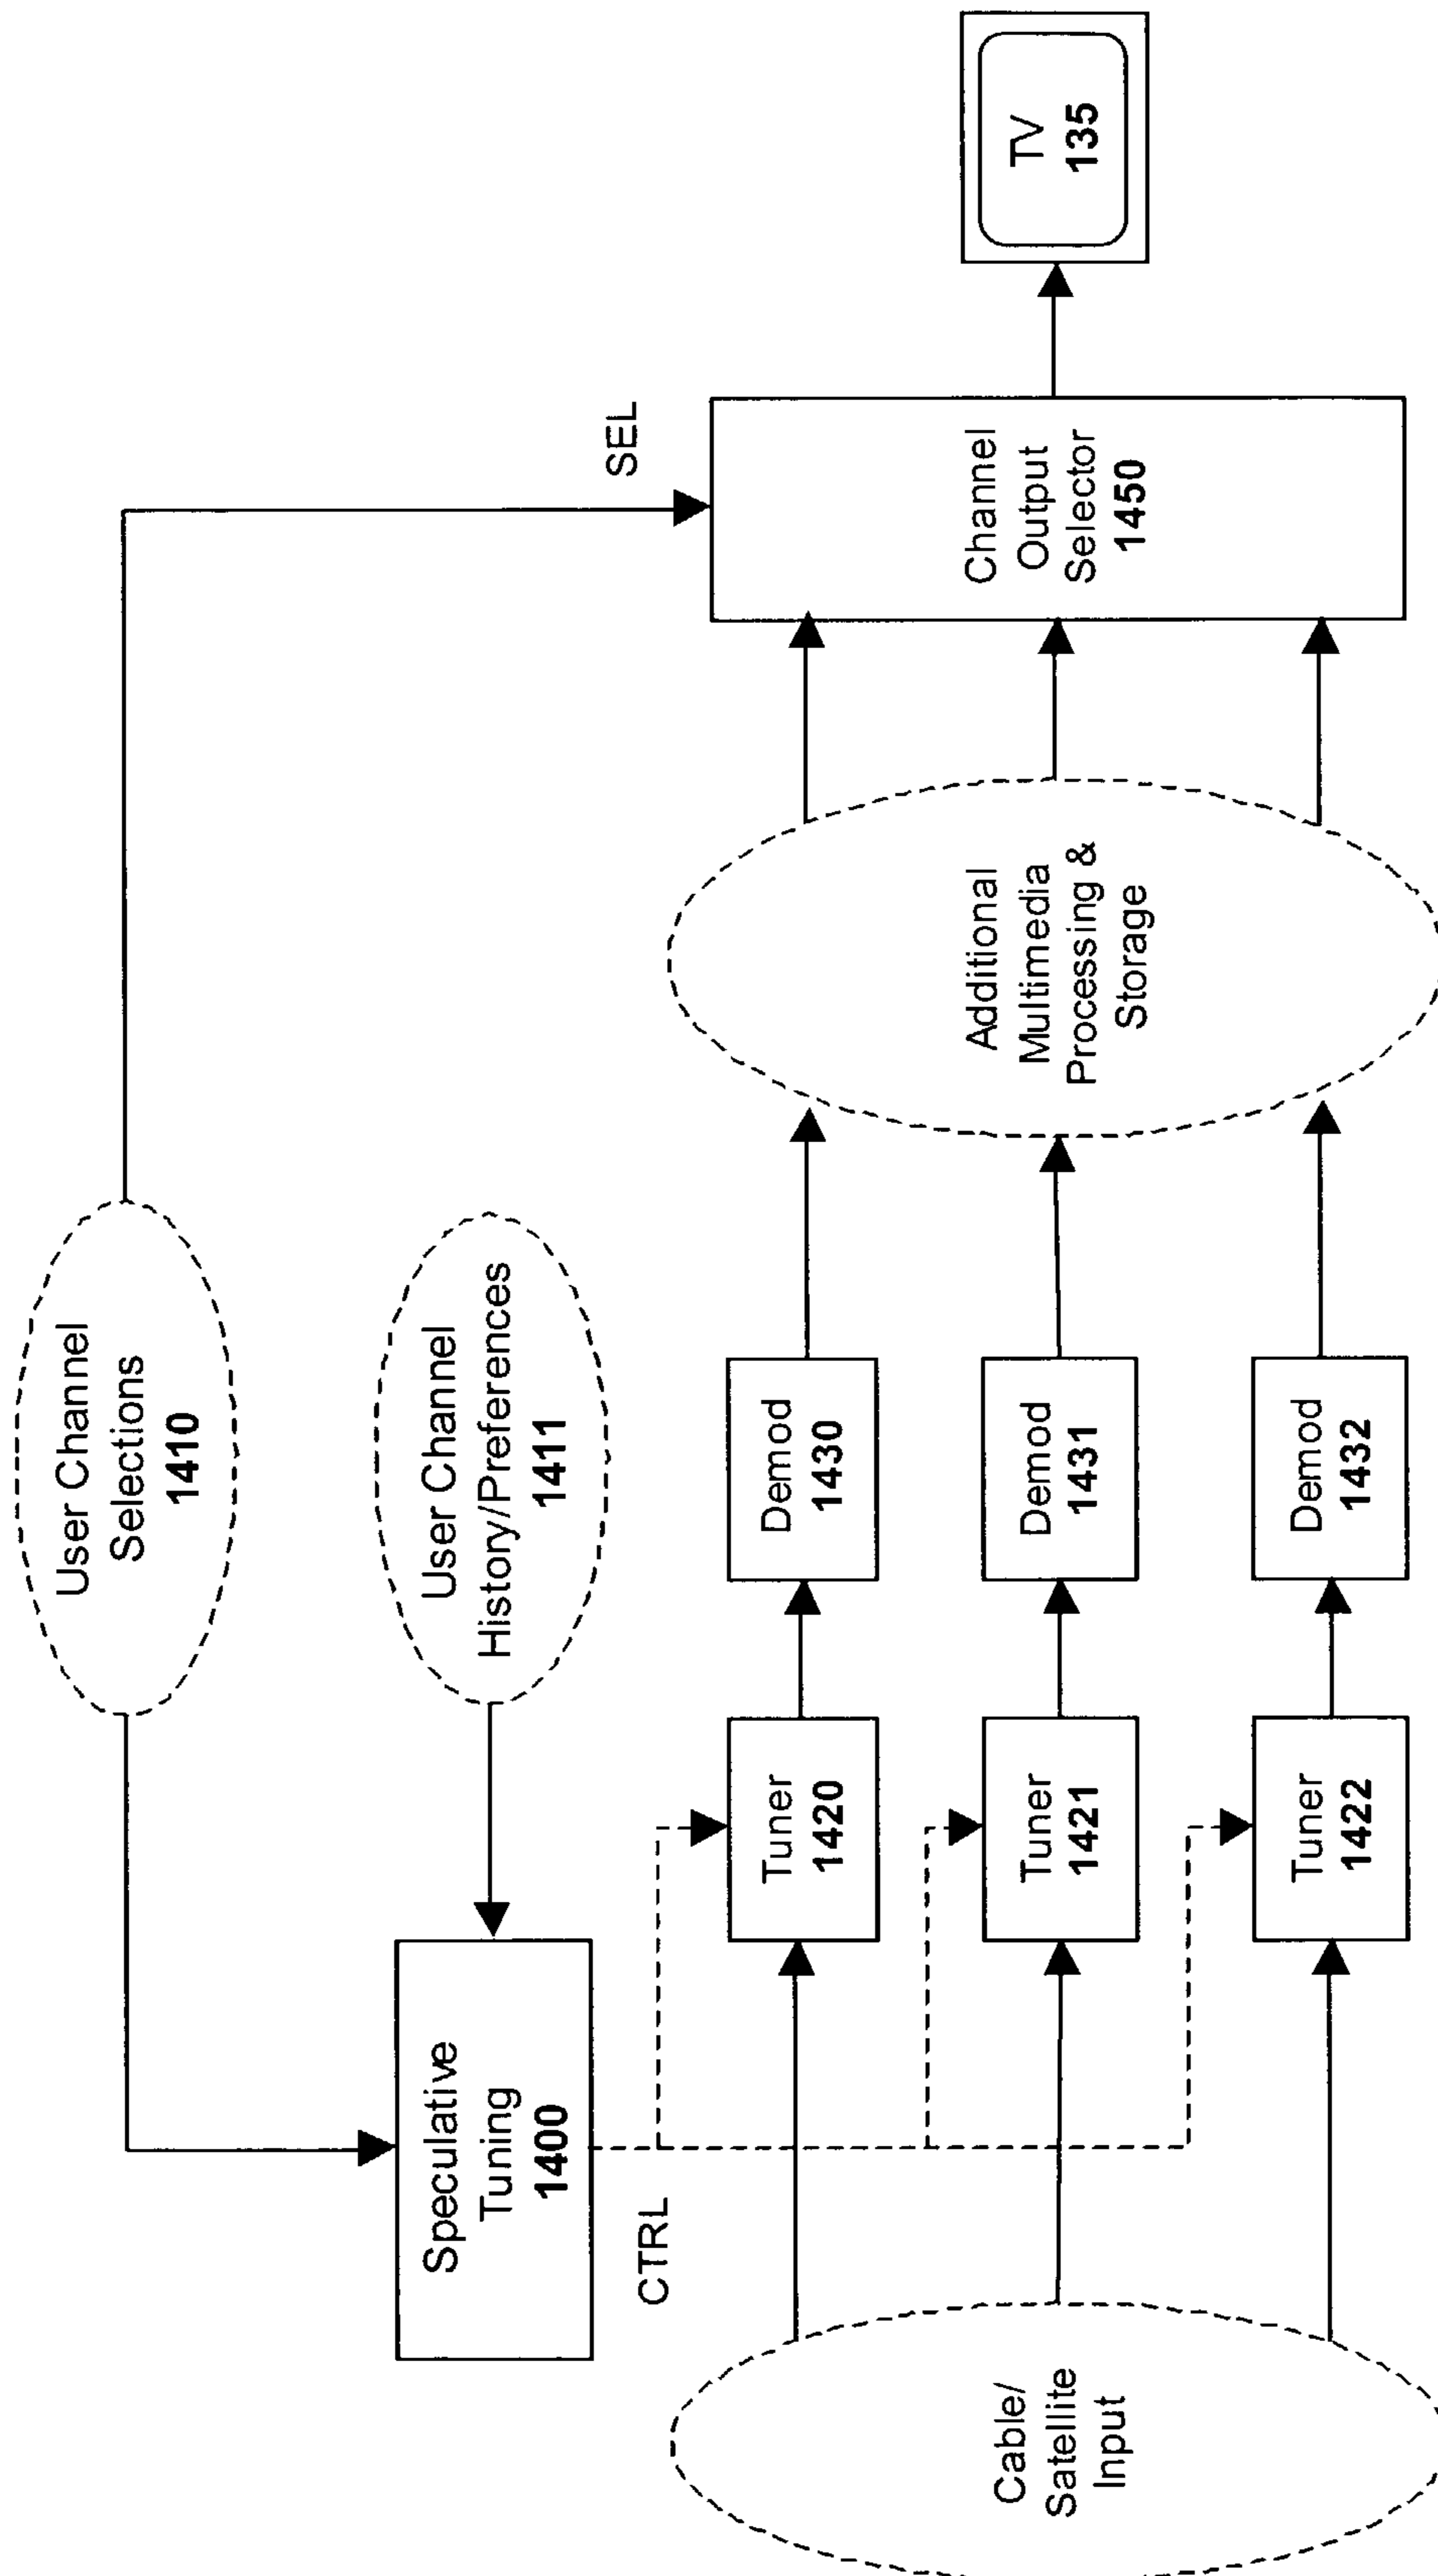 User Channel
Selections
1410
User Channel
History/Preferences
1411
Speculative
Tuning
1400
CTRL
SEL
Cable/
Satellite
Input
Tuner
1420
Demod
1430
Tuner
1421
Demod
1431
Tuner
1422
Demod
1432
Additional
Multimedia
Processing &
Storage
Channel
Output
Selector
1450
TV
135